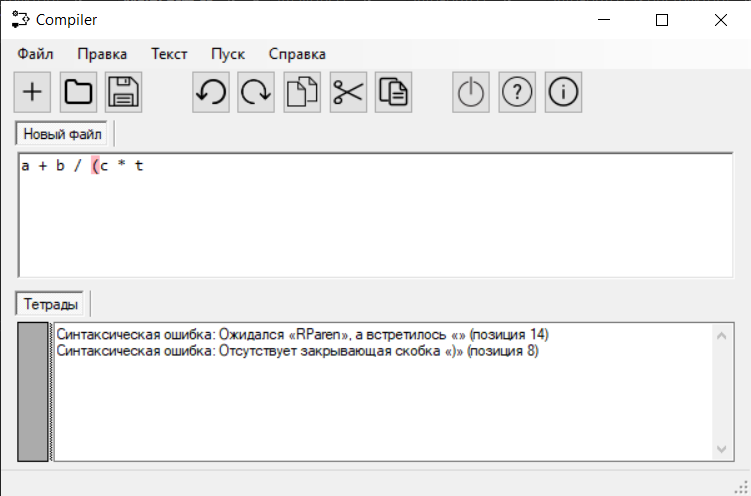 Compiler
Файл Правка Текст Пуск Справка
Новый файл
a + b / (c * t
Тетрады
Синтаксическая ошибка: Ожидался «RParen», а встретилось «» (позиция 14)
Синтаксическая ошибка: Отсутствует закрывающая скобка «)» (позиция 8)